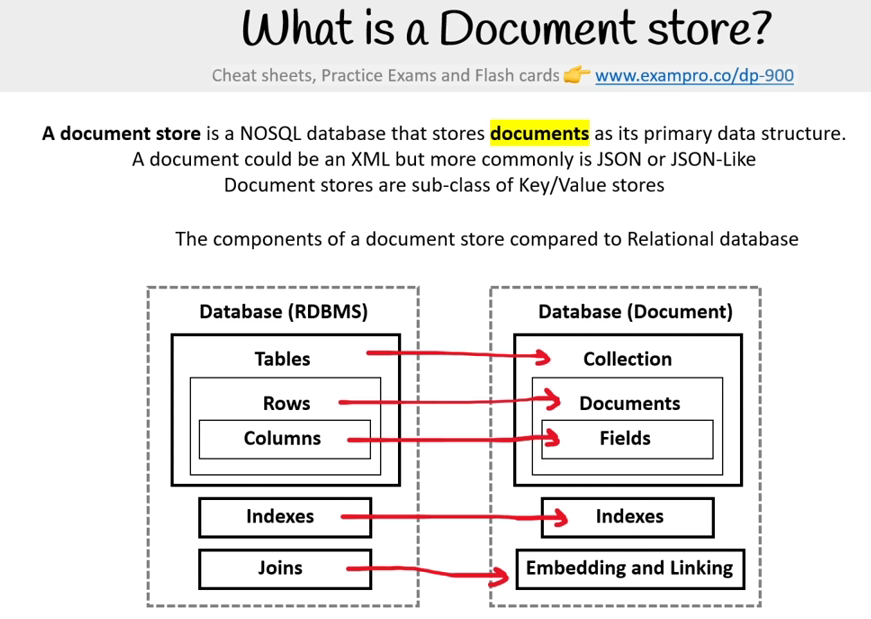 What is a Document store?
Cheat sheets, Practice Exams and Flash cards 👉 www.exampro.co/dp-900
A document store is a NOSQL database that stores documents as its primary data structure.
A document could be an XML but more commonly is JSON or JSON-Like
Document stores are sub-class of Key/Value stores
The components of a document store compared to Relational database
Database (RDBMS)
Tables
Rows
Columns
Indexes
Joins
Database (Document)
Collection
Documents
Fields
Indexes
Embedding and Linking